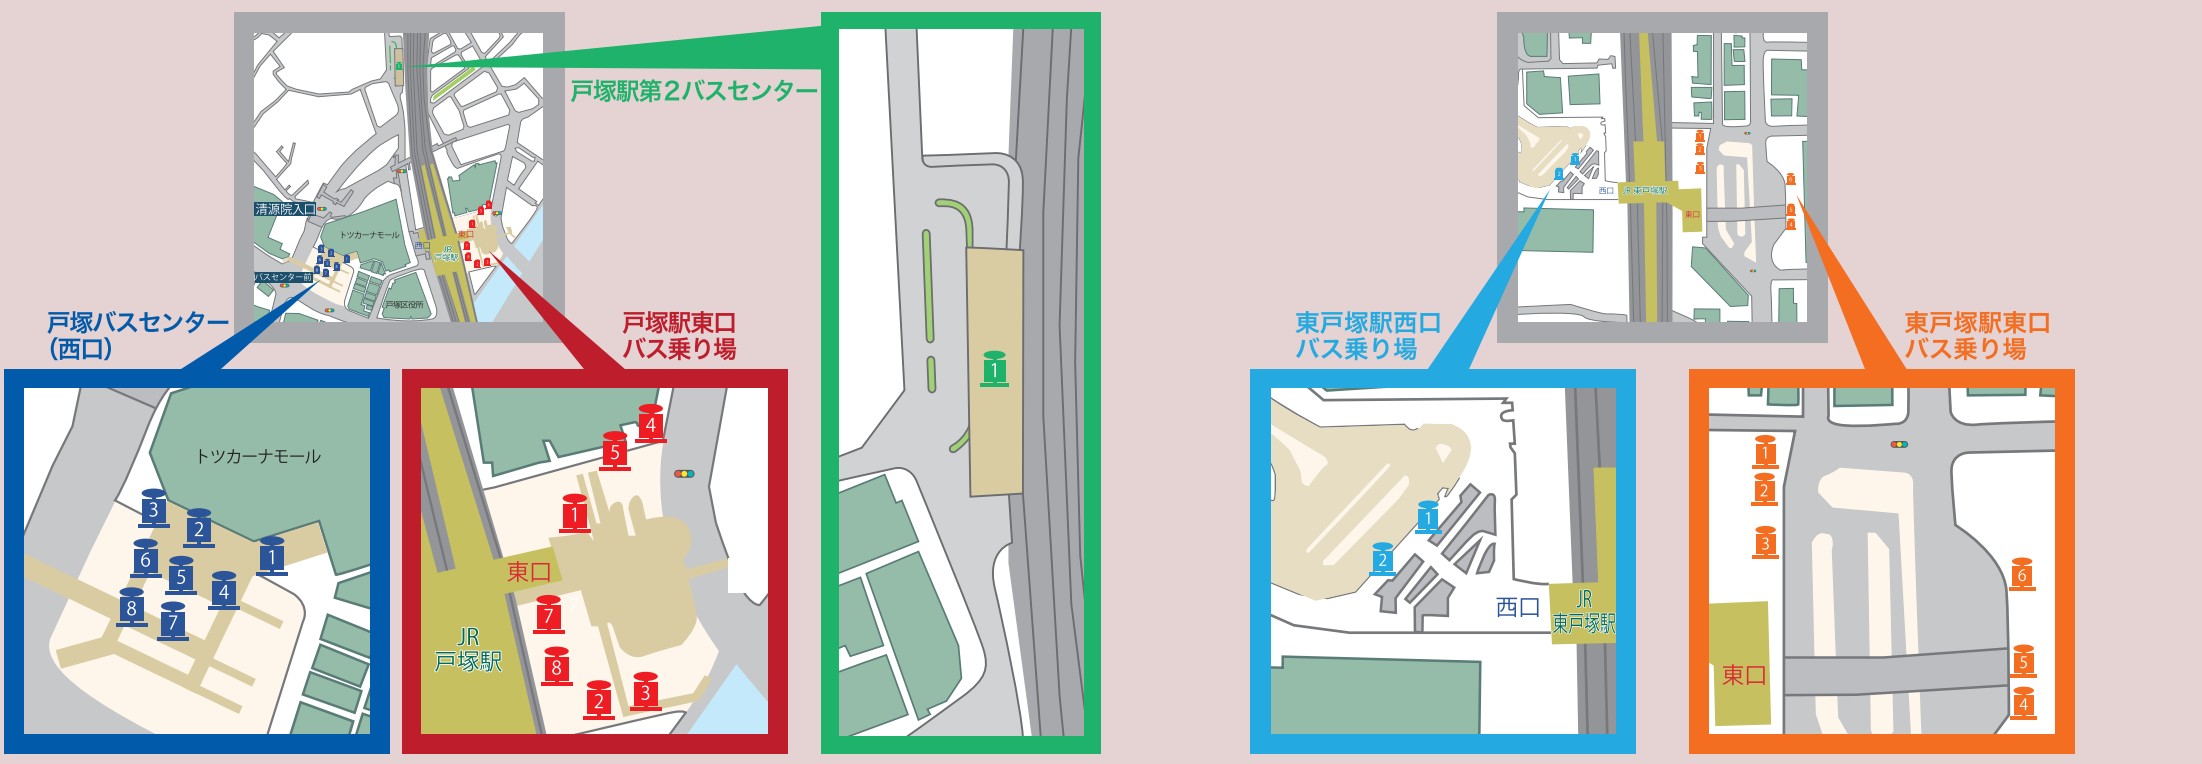 戸塚駅第2バスセンター
清源院入口
トツカーナモール
西口
東口
JR
戸塚駅
バスセンター前
戸塚区役所
戸塚バスセンター
(西口)
戸塚駅東口
バス乗り場
トツカーナモール
3
2
1
6
5
4
8
7
4
5
1
東口
7
JR
戸塚駅
8
2
3
1
西口
JR 東戸塚駅
東口
1
2
東戸塚駅西口
バス乗り場
東戸塚駅東口
バス乗り場
1
2
西口
JR
東戸塚駅
1
2
3
6
5
4
東口